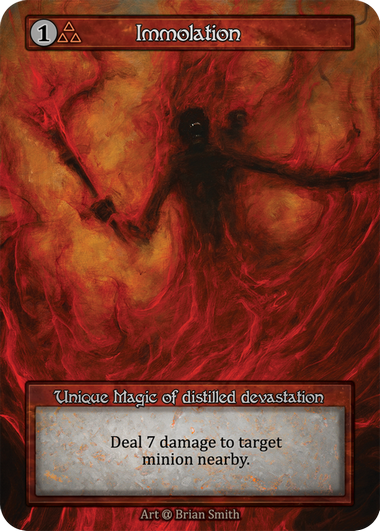 1
Immolation
Unique Magic of distilled devastation
Deal 7 damage to target
minion nearby.
Art @ Brian Smith